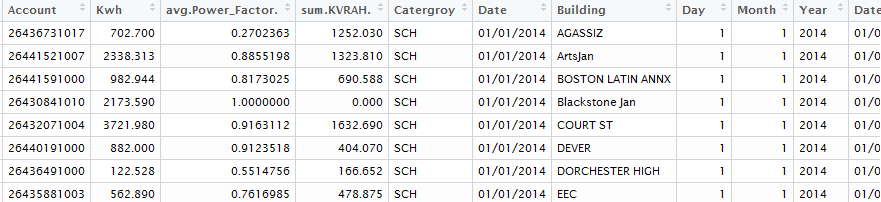 Account Kwh avg.Power_Factor. sum.KVRAH. Catergroy Date Building Day Month Year Date
26436731017 702.700 0.2702363 1252.030 SCH 01/01/2014 AGASSIZ 1 1 2014 01/0
26441521007 2338.313 0.8855198 1323.810 SCH 01/01/2014 ArtsJan 1 1 2014 01/0
26441591000 982.944 0.8173025 690.588 SCH 01/01/2014 BOSTON LATIN ANNX 1 1 2014 01/0
26430841010 2173.590 1.0000000 0.000 SCH 01/01/2014 Blackstone Jan 1 1 2014 01/0
26432071004 3721.980 0.9163112 1632.690 SCH 01/01/2014 COURT ST 1 1 2014 01/0
26440191000 882.000 0.9123518 404.070 SCH 01/01/2014 DEVER 1 1 2014 01/0
26436491000 122.528 0.5514756 166.652 SCH 01/01/2014 DORCHESTER HIGH 1 1 2014 01/0
26435881003 562.890 0.7616985 478.875 SCH 01/01/2014 EEC 1 1 2014 01/0